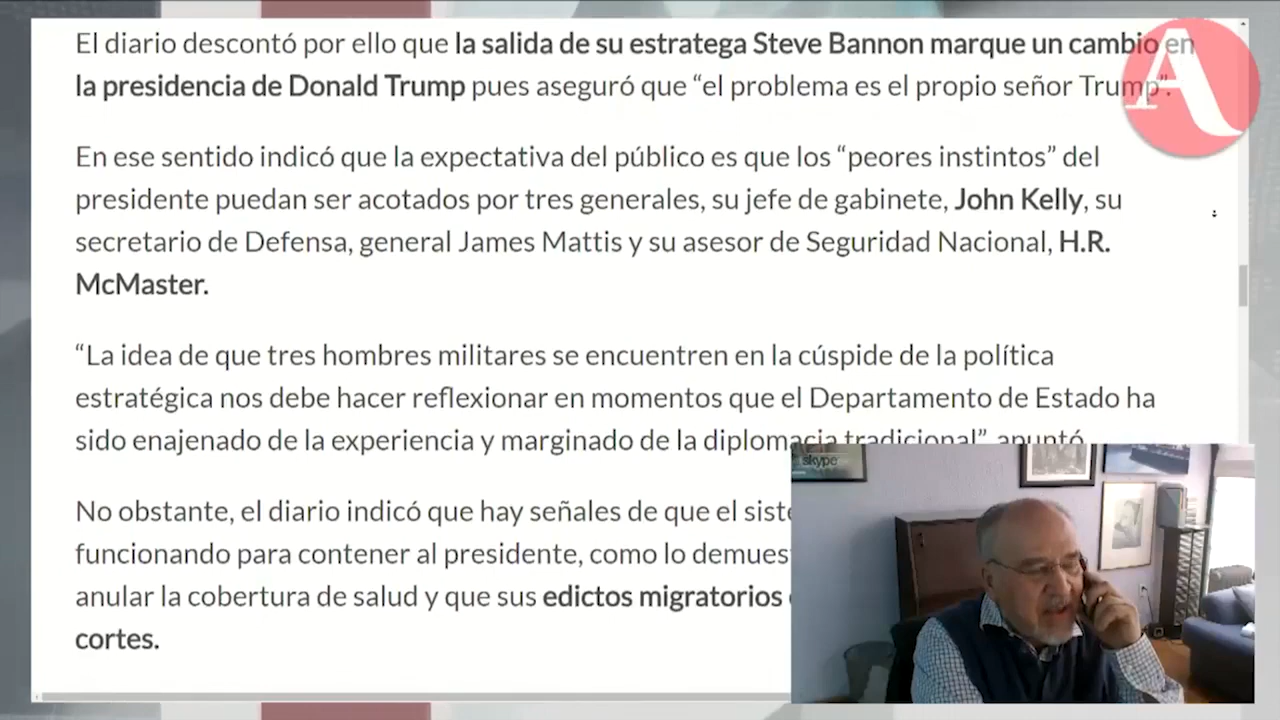 El diario descontó por ello que la salida de su estratega Steve Bannon marque un cambio en
la presidencia de Donald Trump pues aseguró que “el problema es el propio señor Trump”.
En ese sentido indicó que la expectativa del público es que los “peores instintos” del
presidente puedan ser acotados por tres generales, su jefe de gabinete, John Kelly, su
secretario de Defensa, general James Mattis y su asesor de Seguridad Nacional, H.R.
McMaster.
“La idea de que tres hombres militares se encuentren en la cúspide de la política
estratégica nos debe hacer reflexionar en momentos que el Departamento de Estado ha
sido enajenado de la experiencia y marginado de la diplomacia tradicional”, apuntó
No obstante, el diario indicó que hay señales de que el
funcionando para contener al presidente, como lo
anular la cobertura de salud y que sus edictos migratorios
cortes.
A
skype